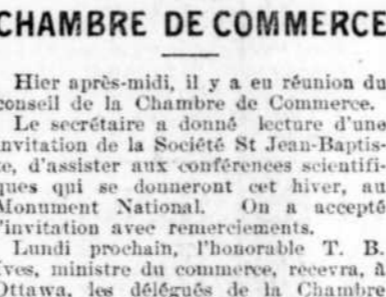 CHAMBRE DE COMMERCE
Hier après-midi, il y a eu réunion du
conseil de la Chambre de Commerce.
Le secrétaire a donné lecture d'une
invitation de la Société St Jean-Baptis-
te, d'assister aux conférences scientifi-
ques qui se donneront cet hiver, au
Monument National. On a accepté
l'invitation avec remerciements.
Lundi prochain, l'honorable T. B.
Ives, ministre du commerce, recevra, à
Ottawa, les délégués de la Chambre